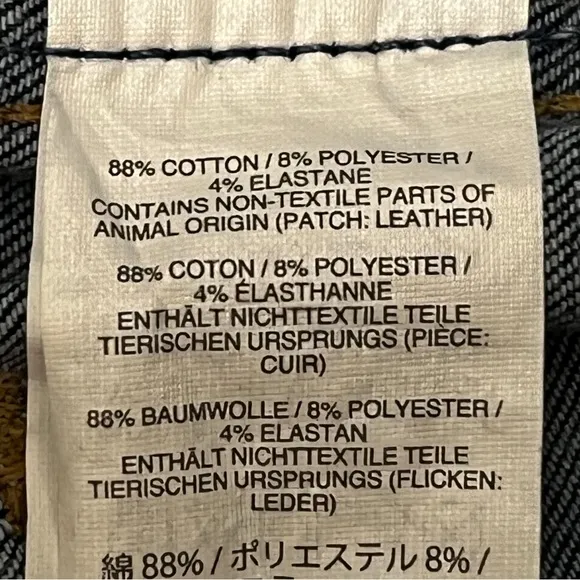 88% COTTON / 8% POLYESTER /
4% ELASTANE
CONTAINS NON-TEXTILE PARTS OF
ANIMAL ORIGIN (PATCH: LEATHER)
88% COTON / 8% POLYESTER /
4% ÉLASTHANNE
ENTHÄLT NICHTTEXTILE TEILE
TIERISCHEN URSPRUNGS (PIÈCE:
CUIR)
88% BAUMWOLLE / 8% POLYESTER /
4% ELASTAN
ENTHÄLT NICHTTEXTILE TEILE
TIERISCHEN URSPRUNGS (FLICKEN:
LEDER)
綿 88% / ポリエステル 8% /